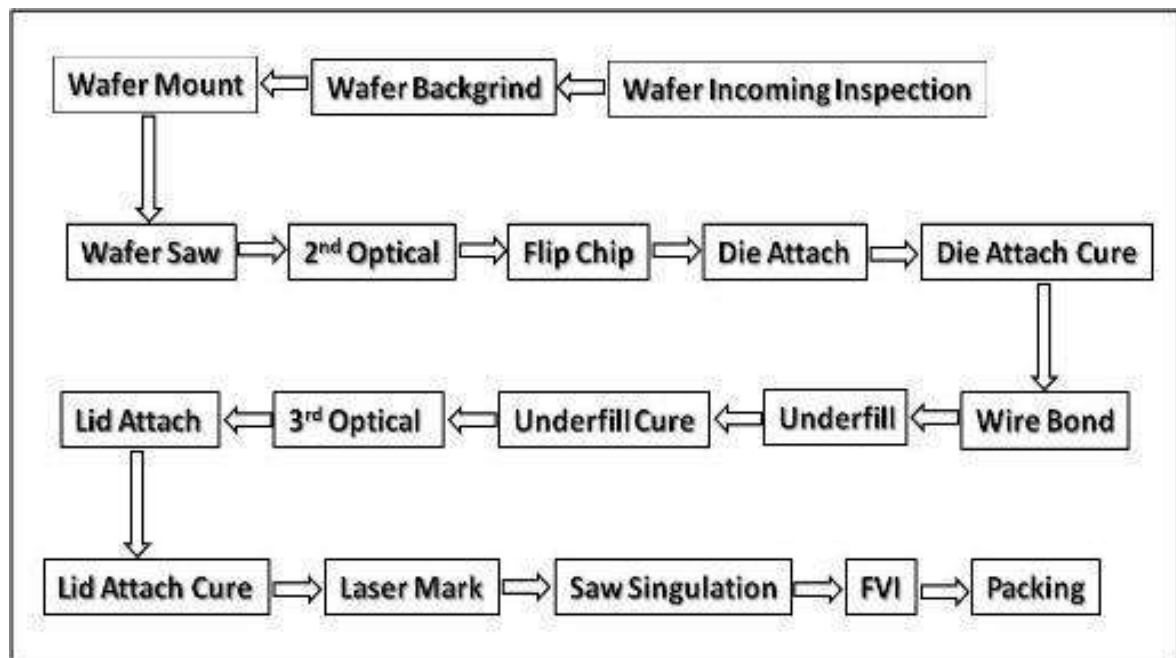 Wafer Mount
Wafer Backgrind
Wafer Incoming Inspection
Wafer Saw
2nd Optical
Flip Chip
Die Attach
Die Attach Cure
Lid Attach
3rd Optical
Underfill Cure
Underfill
Wire Bond
Lid Attach Cure
Laser Mark
Saw Singulation
FVI
Packing